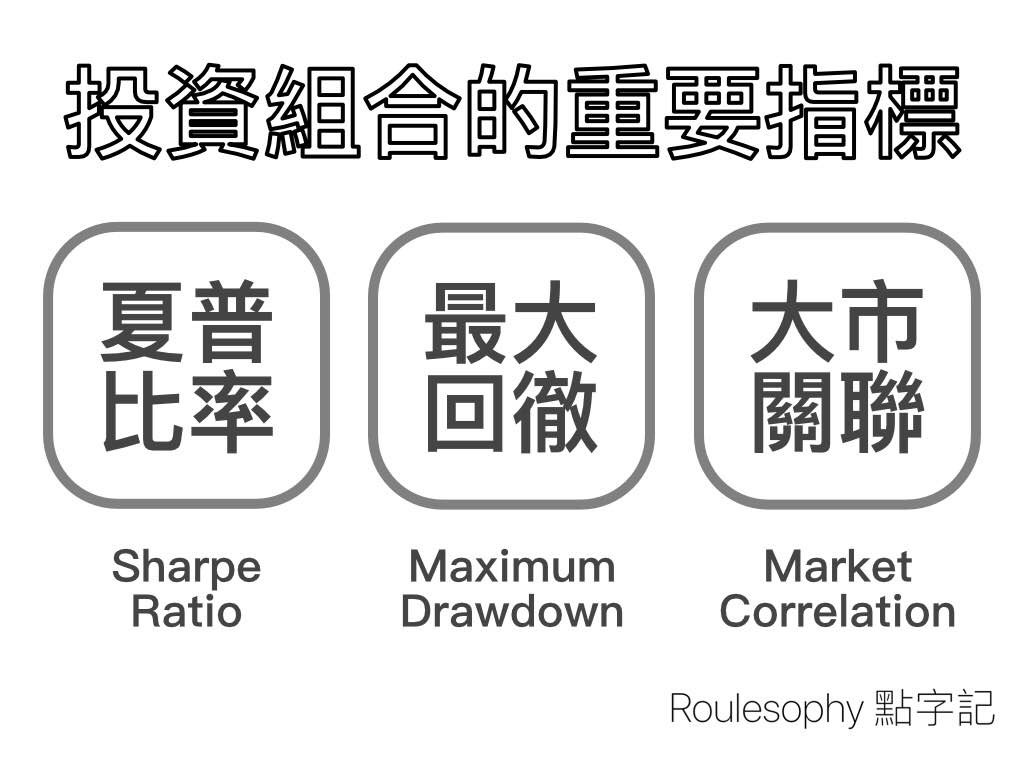 投資組合的重要指標
夏普
比率
最大
回徹
大市
關聯
Sharpe
Ratio
Maximum
Drawdown
Market
Correlation
Roulesophy 點字記